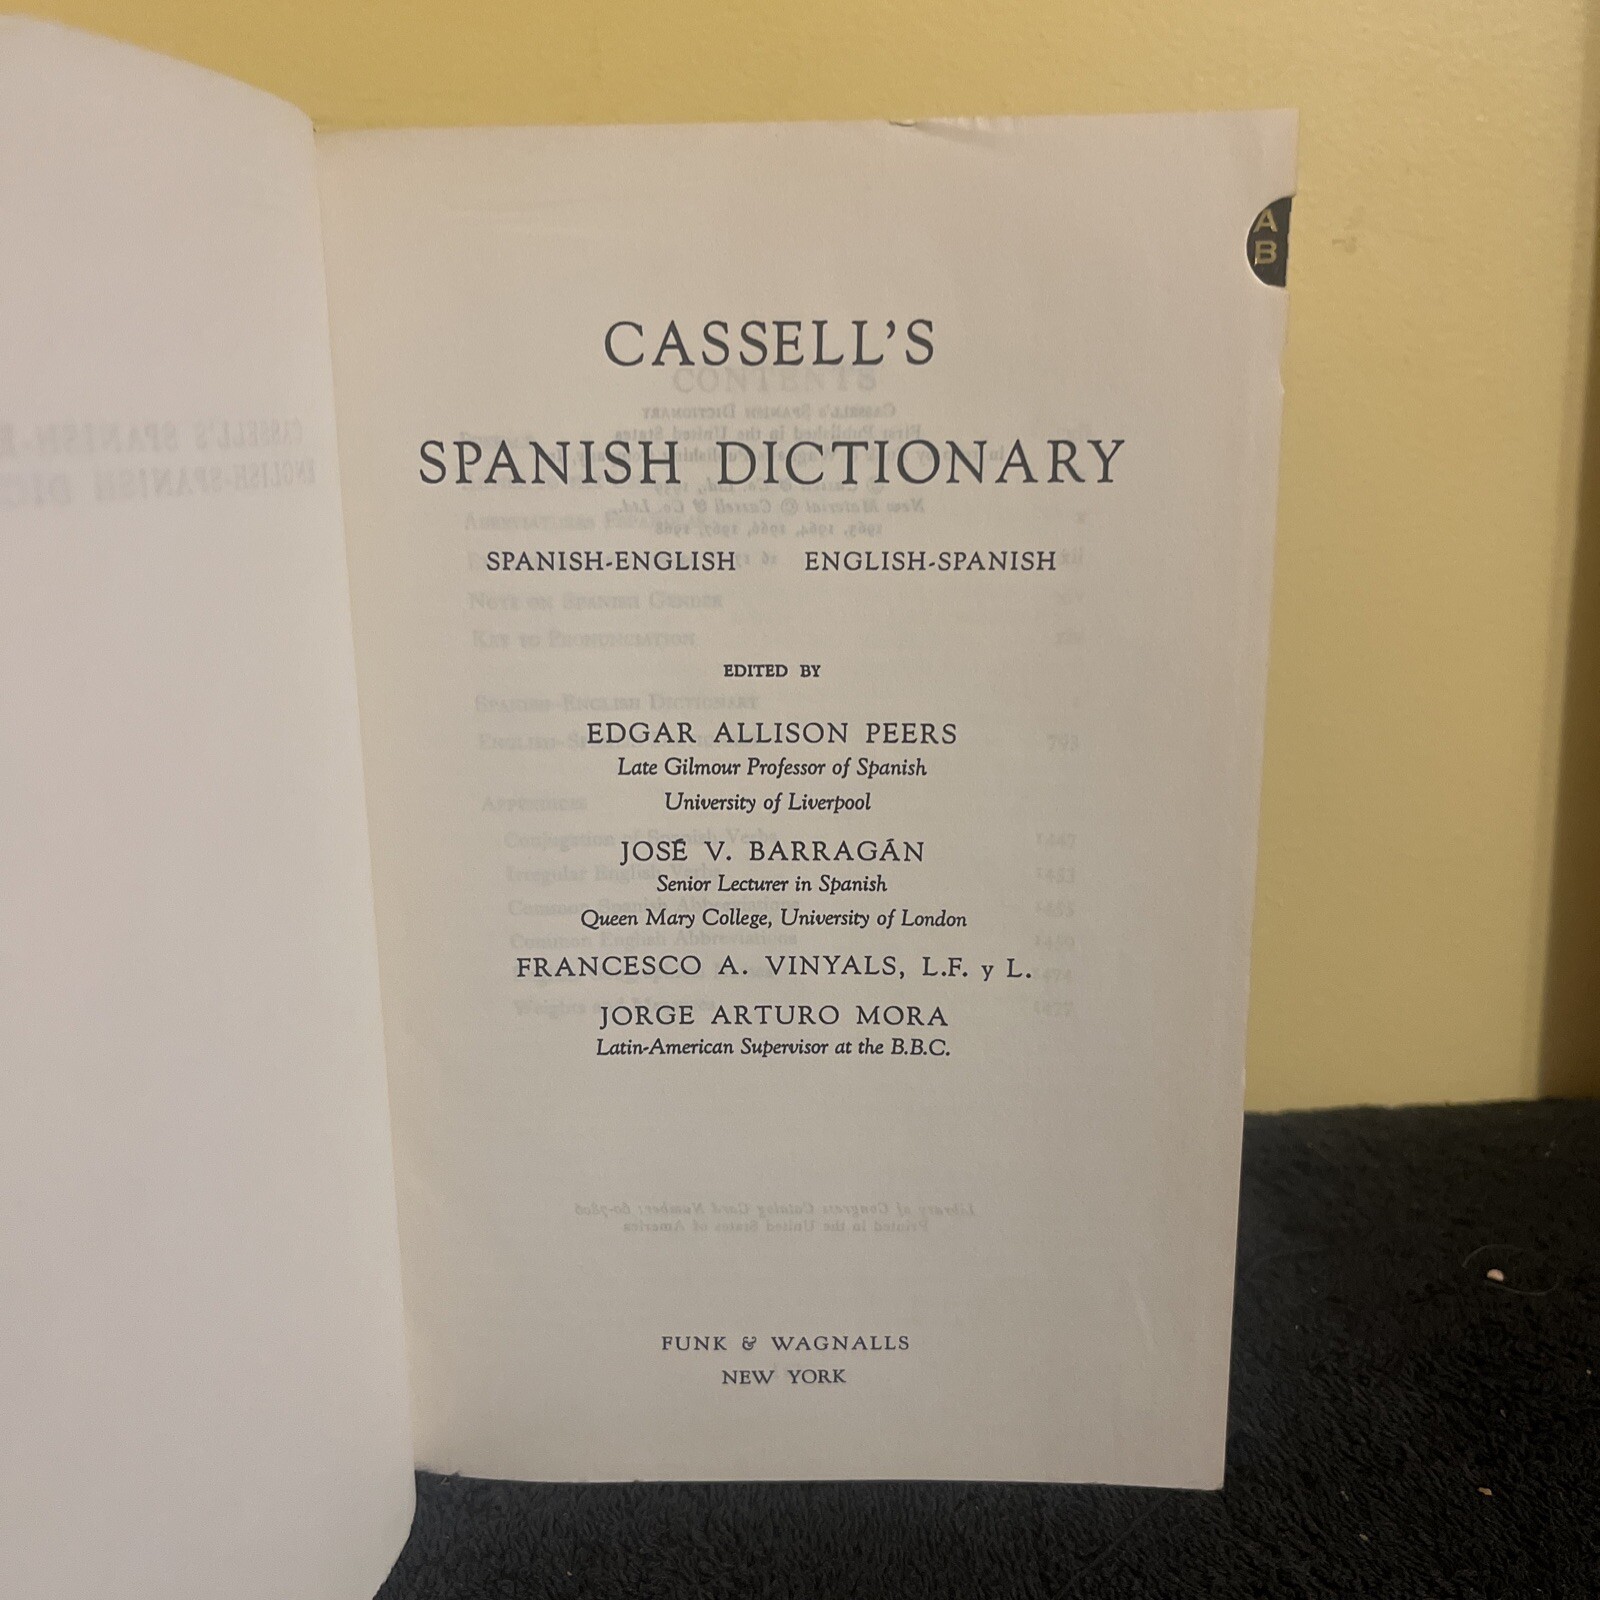 A
B
CASSELL'S
SPANISH DICTIONARY
SPANISH-ENGLISH ENGLISH-SPANISH
EDITED BY
EDGAR ALLISON PEERS
Late Gilmour Professor of Spanish
University of Liverpool
JOSÉ V. BARRAGÁN
Senior Lecturer in Spanish
Queen Mary College, University of London
FRANCESCO A. VINYALS, L.F. y L.
JORGE ARTURO MORA
Latin-American Supervisor at the B.B.C.
FUNK & WAGNALLS
NEW YORK